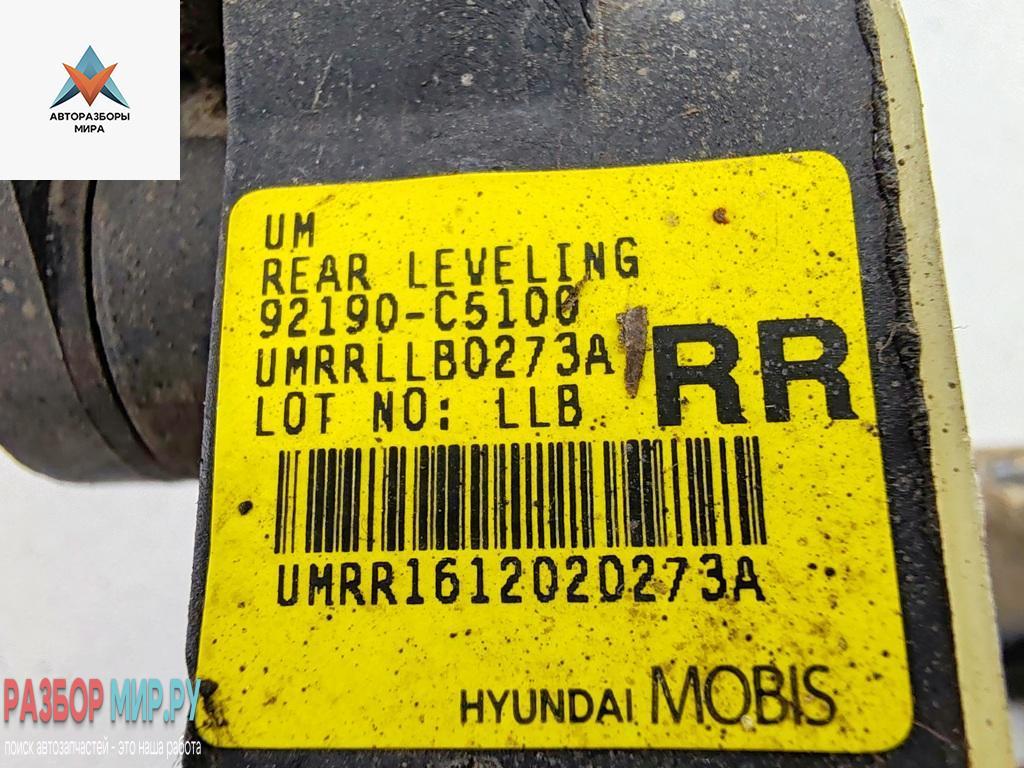 АВТОРАЗБОРЫ
МИРА
UM
REAR LEVELING
92190-C5100
UMRRLLB0273A
RR
LOT NO: LLB
UMRR1612020273A
HYUNDAI MOBIS
РАЗБОР МИР.РУ
поиск автозапчастей - это наша работа